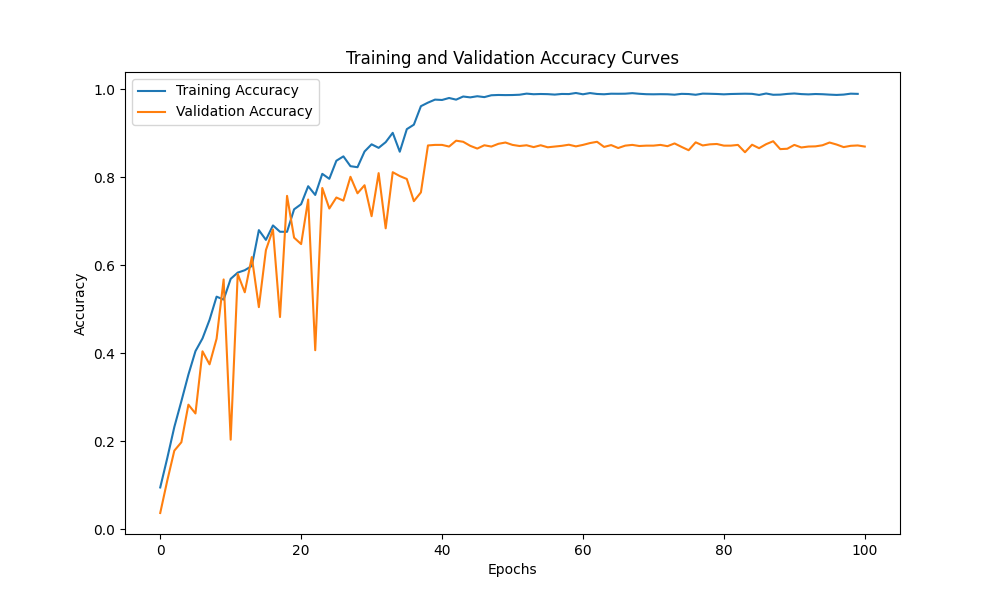 Training and Validation Accuracy Curves
Training Accuracy
Validation Accuracy
1.0
0.8
0.6
0.4
0.2
0.0
Accuracy
0 20 40 60 80 100
Epochs